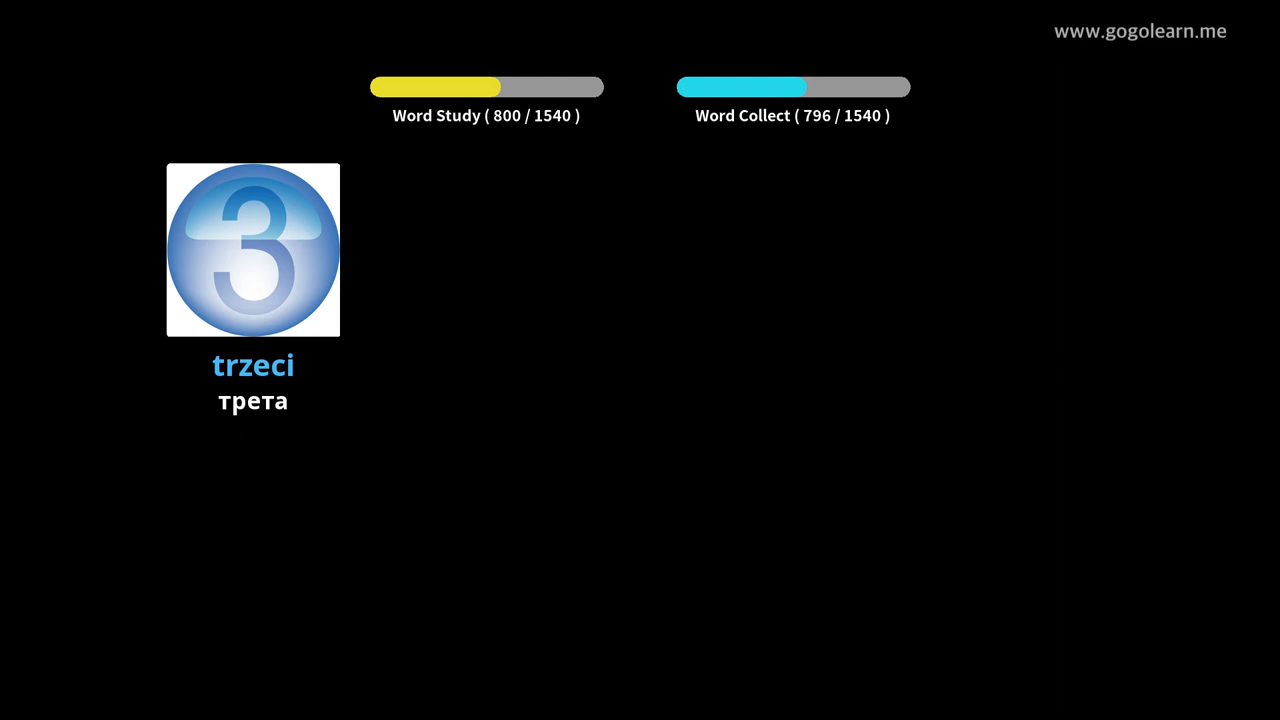 www.gogolearn.me
Word Study ( 800 / 1540 )
Word Collect ( 796 / 1540 )
3
trzeci
трета